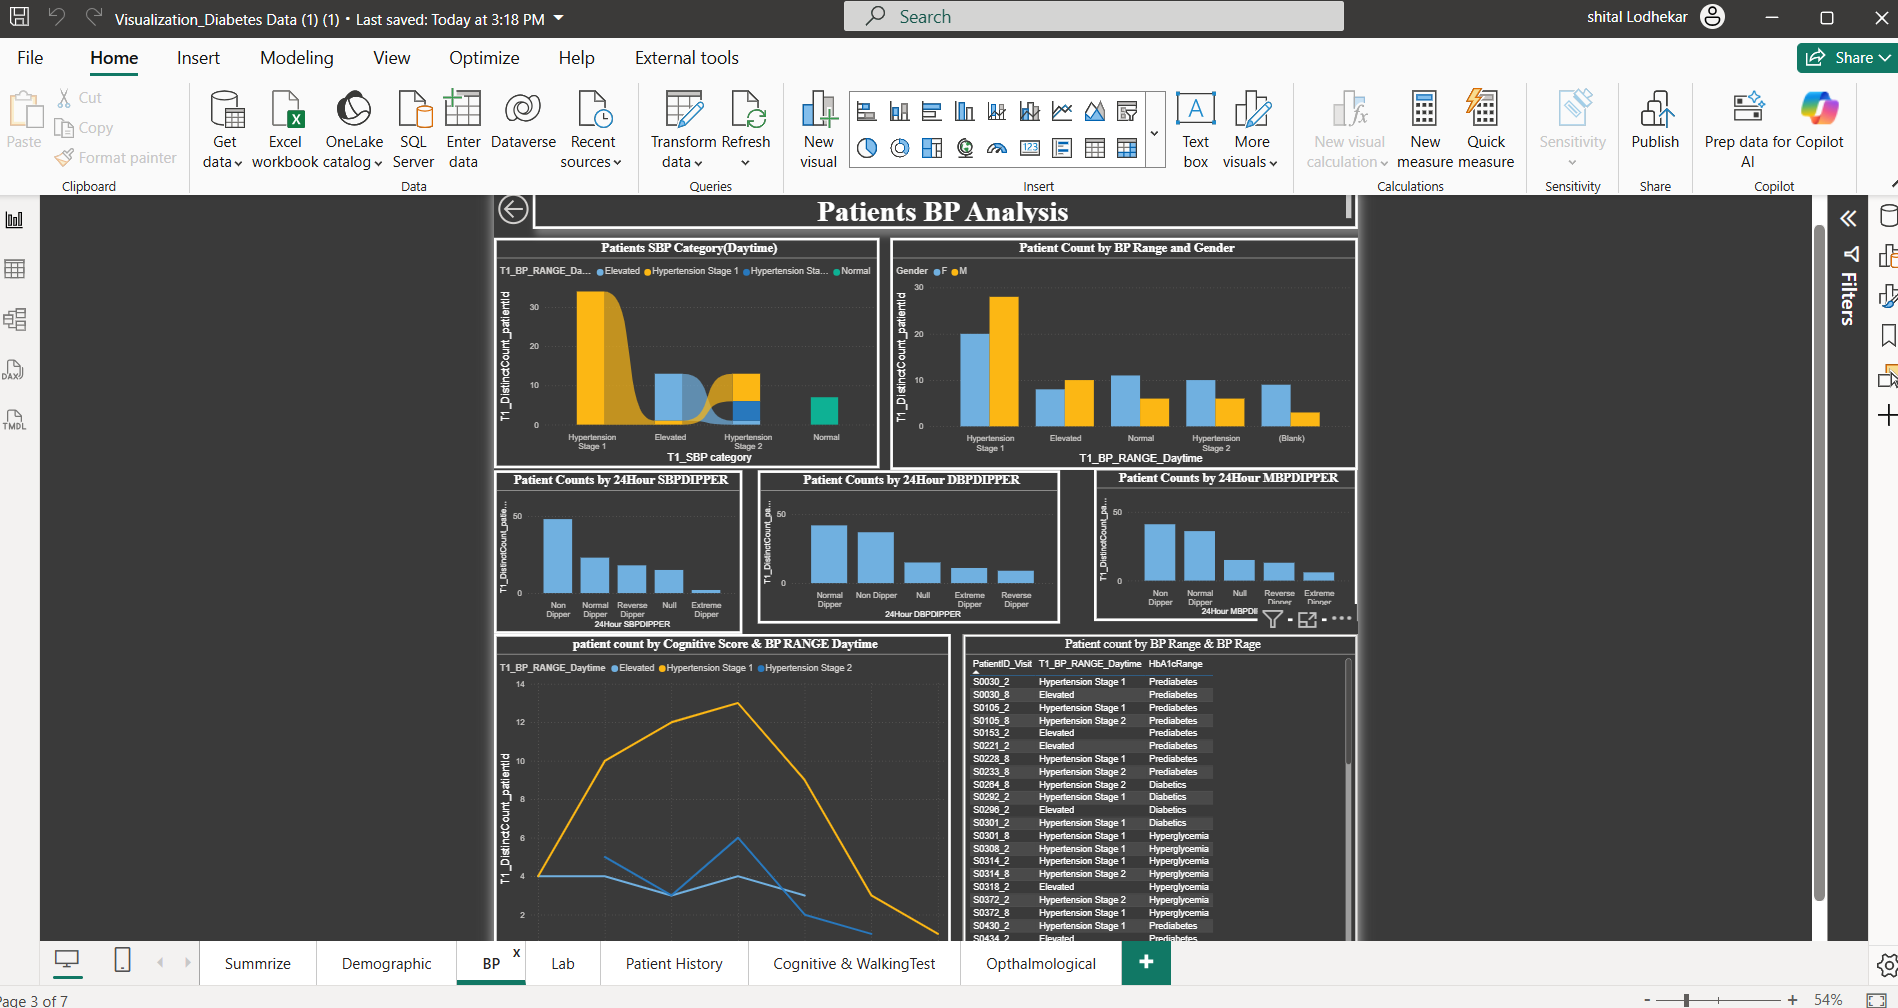 Visualization_Diabetes Data (1) (1) • Last saved: Today at 3:18 PM
Search
shital Lodhekar
File Home Insert Modeling View Optimize Help External tools
Share
Paste
Cut
Copy
Format painter
Clipboard
Get data
Excel workbook
OneLake catalog
SQL Server
Enter data
Dataverse
Recent sources
Data
Transform data
Refresh
Queries
New visual
Text box
More visuals
Insert
New visual calculation
New measure
Quick measure
Calculations
Sensitivity
Sensitivity
Publish
Share
Prep data for AI
Copilot
Copilot
DAX
TMDL
Filters
Patients BP Analysis
Patients SBP Category(Daytime)
T1_BP_RANGE_Da... Elevated Hypertension Stage 1 Hypertension Sta... Normal
T1_DistinctCount_patientId
30
20
10
0
Hypertension Stage 1
Elevated
Hypertension Stage 2
Normal
T1_SBP category
Patient Count by BP Range and Gender
Gender F M
T1_DistinctCount_patientId
30
20
10
0
Hypertension Stage 1
Elevated
Normal
Hypertension Stage 2
(Blank)
T1_BP_RANGE_Daytime
Patient Counts by 24Hour SBPDIPPER
T1_DistinctCount_patie...
50
0
Non Dipper
Normal Dipper
Reverse Dipper
Null
Extreme Dipper
24Hour SBPDIPPER
Patient Counts by 24Hour DBPDIPPER
T1_DistinctCount_pa...
50
0
Normal Dipper
Non Dipper
Null
Extreme Dipper
Reverse Dipper
24Hour DBPDIPPER
Patient Counts by 24Hour MBPDIPPER
T1_DistinctCount_pa...
50
0
Non Dipper
Normal Dipper
Null
Reverse Dipper
Extreme Dipper
24Hour MBPDI
patient count by Cognitive Score & BP RANGE Daytime
T1_BP_RANGE_Daytime Elevated Hypertension Stage 1 Hypertension Stage 2
T1_DistinctCount_patientId
14
12
10
8
6
4
2
Patient count by BP Range & BP Rage
PatientID_Visit T1_BP_RANGE_Daytime HbA1cRange
S0030_2 Hypertension Stage 1 Prediabetes
S0030_8 Elevated Prediabetes
S0105_2 Hypertension Stage 1 Prediabetes
S0105_8 Hypertension Stage 2 Prediabetes
S0153_2 Elevated Prediabetes
S0221_2 Elevated Prediabetes
S0228_8 Hypertension Stage 1 Prediabetes
S0233_8 Hypertension Stage 2 Prediabetes
S0264_8 Hypertension Stage 2 Diabetics
S0292_2 Hypertension Stage 1 Diabetics
S0296_2 Elevated Diabetics
S0301_2 Hypertension Stage 1 Diabetics
S0301_8 Hypertension Stage 1 Hyperglycemia
S0308_2 Hypertension Stage 1 Hyperglycemia
S0314_2 Hypertension Stage 1 Hyperglycemia
S0314_8 Hypertension Stage 2 Hyperglycemia
S0318_2 Elevated Hyperglycemia
S0372_2 Hypertension Stage 2 Hyperglycemia
S0372_8 Hypertension Stage 1 Hyperglycemia
S0430_2 Hypertension Stage 1 Prediabetes
S0434_2 Elevated Prediabetes
Summrize Demographic BP x Lab Patient History Cognitive & WalkingTest Opthalmological +
Page 3 of 7
- + 54%